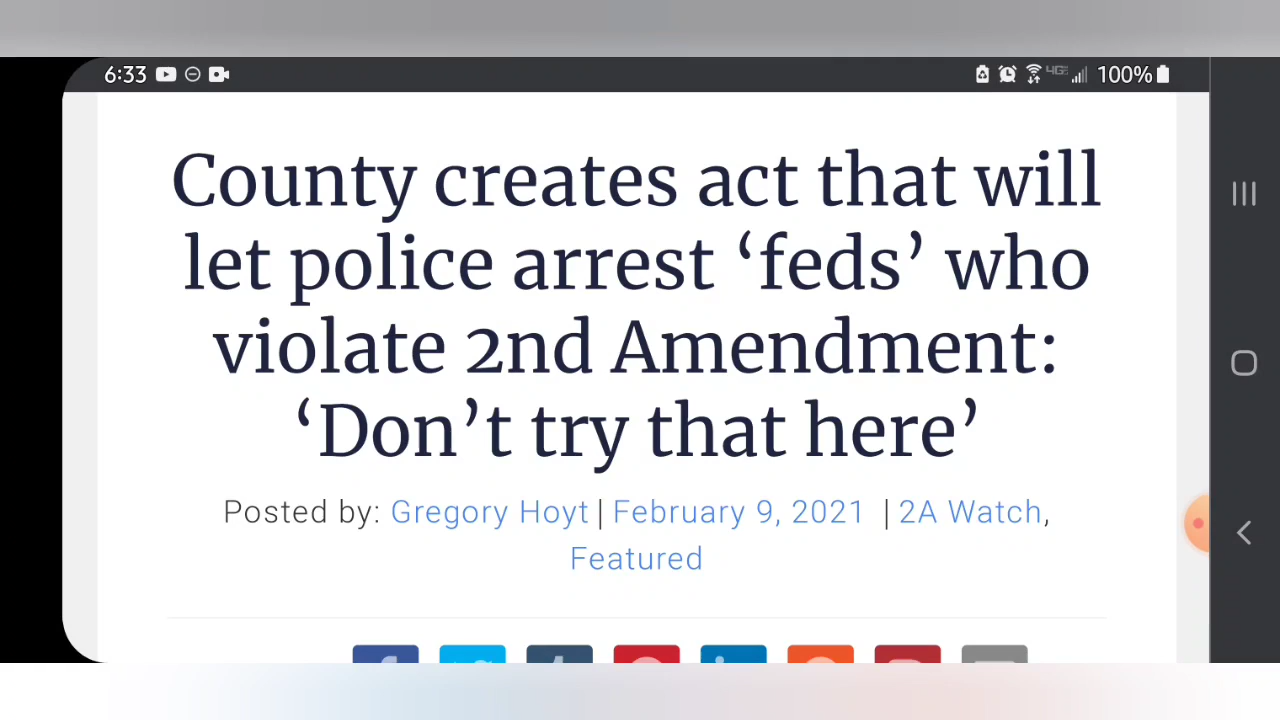 6:33
4GE 100%
County creates act that will
let police arrest ‘feds’ who
violate 2nd Amendment:
‘Don’t try that here’
Posted by: Gregory Hoyt | February 9, 2021 | 2A Watch,
Featured